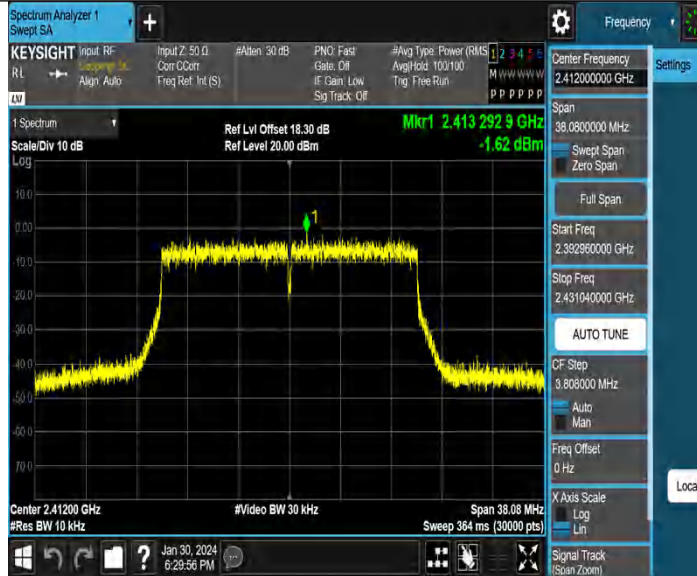 Spectrum Analyzer 1
Swept SA
+
Frequency
KEYSIGHT
RL
LXI
Input: RF
Align: Auto
Input Z: 50 Ω
Corr CCorr
Freq Ref: Int (S)
#Atten: 30 dB
PNO: Fast
Gate: Off
IF Gain: Low
Sig Track: Off
#Avg Type: Power (RMS
Avg|Hold: 100/100
Trig: Free Run
1 2 3 4 5 6
M W W W W W
P P P P P P
1 Spectrum
Scale/Div 10 dB
Log
Ref Lvl Offset 18.30 dB
Ref Level 20.00 dBm
Mkr1 2.413 292 9 GHz
-1.62 dBm
10.0
0.00
-10.0
-20.0
-30.0
-40.0
-50.0
-60.0
-70.0
1
Center 2.41200 GHz
#Res BW 10 kHz
#Video BW 30 kHz
Span 38.08 MHz
Sweep 364 ms (30000 pts)
?
Jan 30, 2024
6:29:56 PM
Center Frequency
2.412000000 GHz
Settings
Span
38.0800000 MHz
Swept Span
Zero Span
Full Span
Start Freq
2.392960000 GHz
Stop Freq
2.431040000 GHz
AUTO TUNE
CF Step
3.808000 MHz
Auto
Man
Freq Offset
0 Hz
X Axis Scale
Log
Lin
Loca
Signal Track
(Span Zoom)